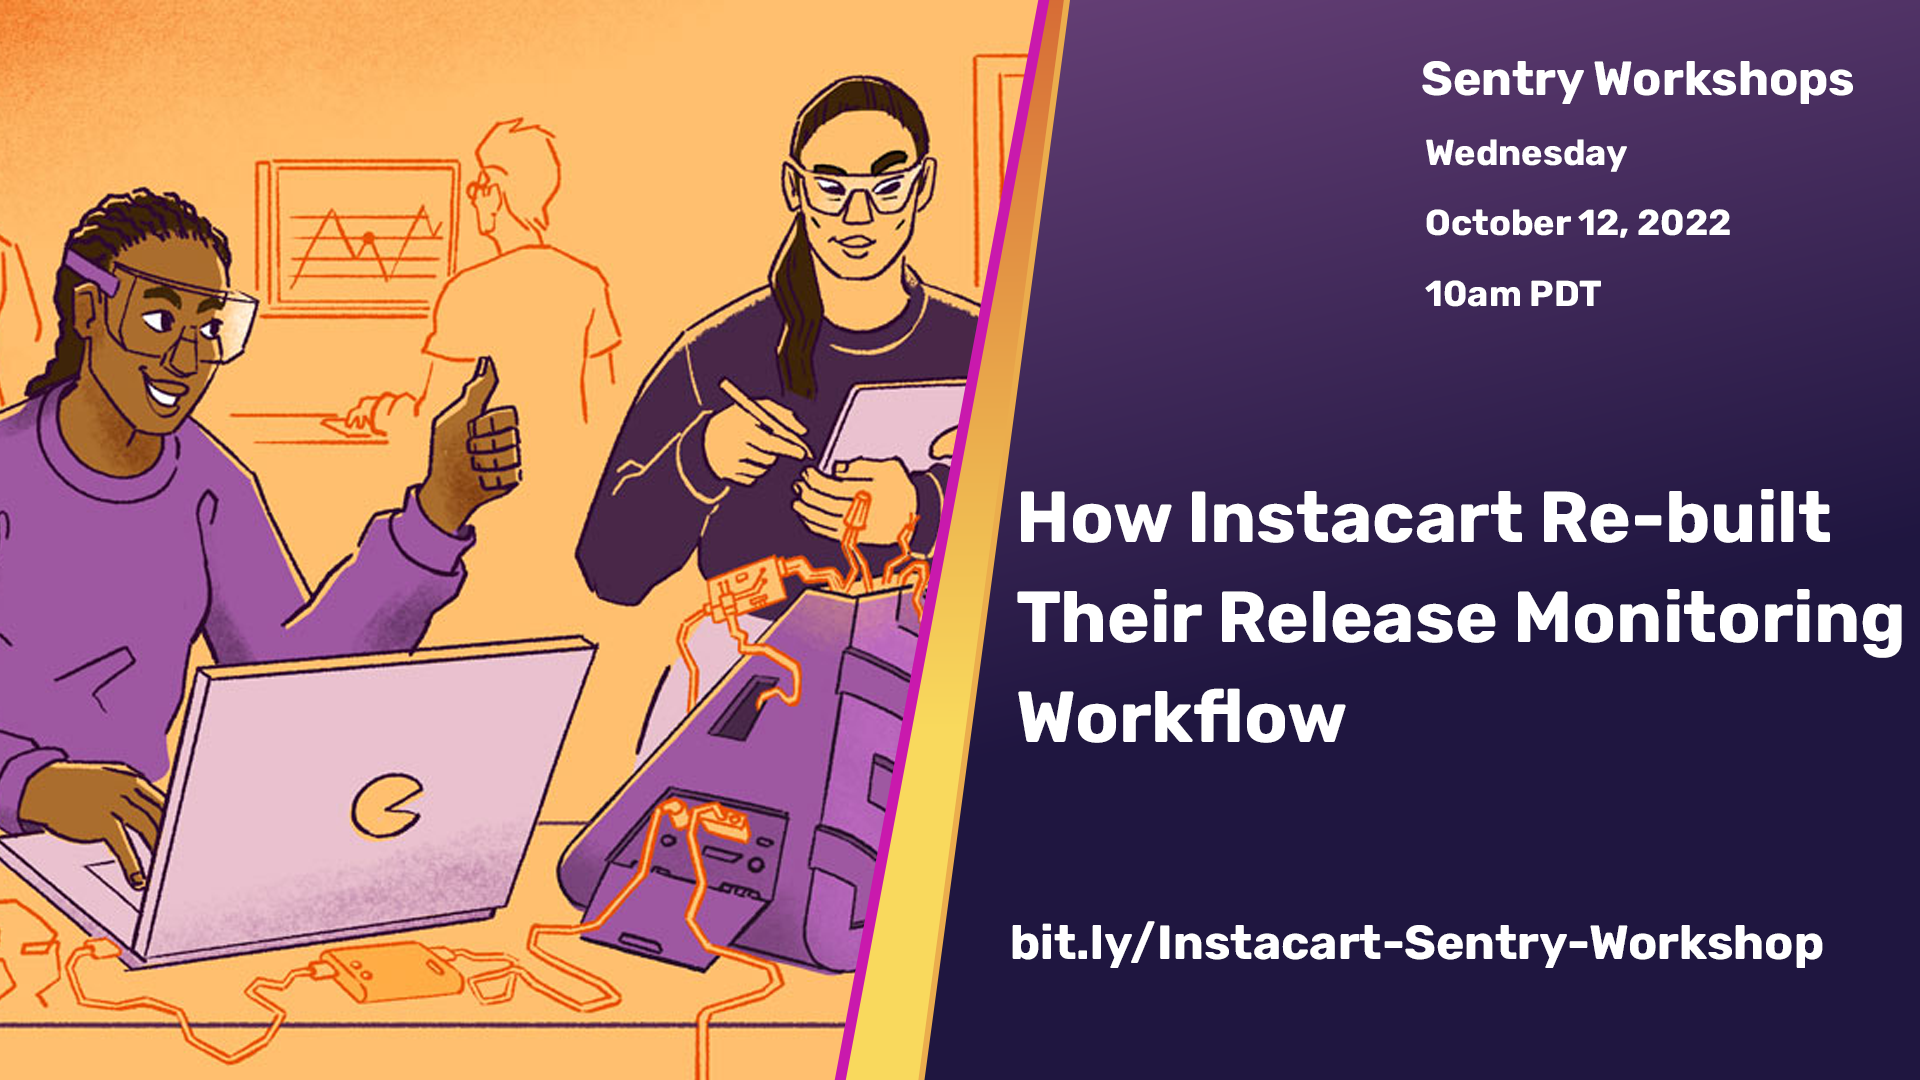 Sentry Workshops
Wednesday
October 12, 2022
10am PDT
How Instacart Re-built
Their Release Monitoring
Workflow
bit.ly/Instacart-Sentry-Workshop